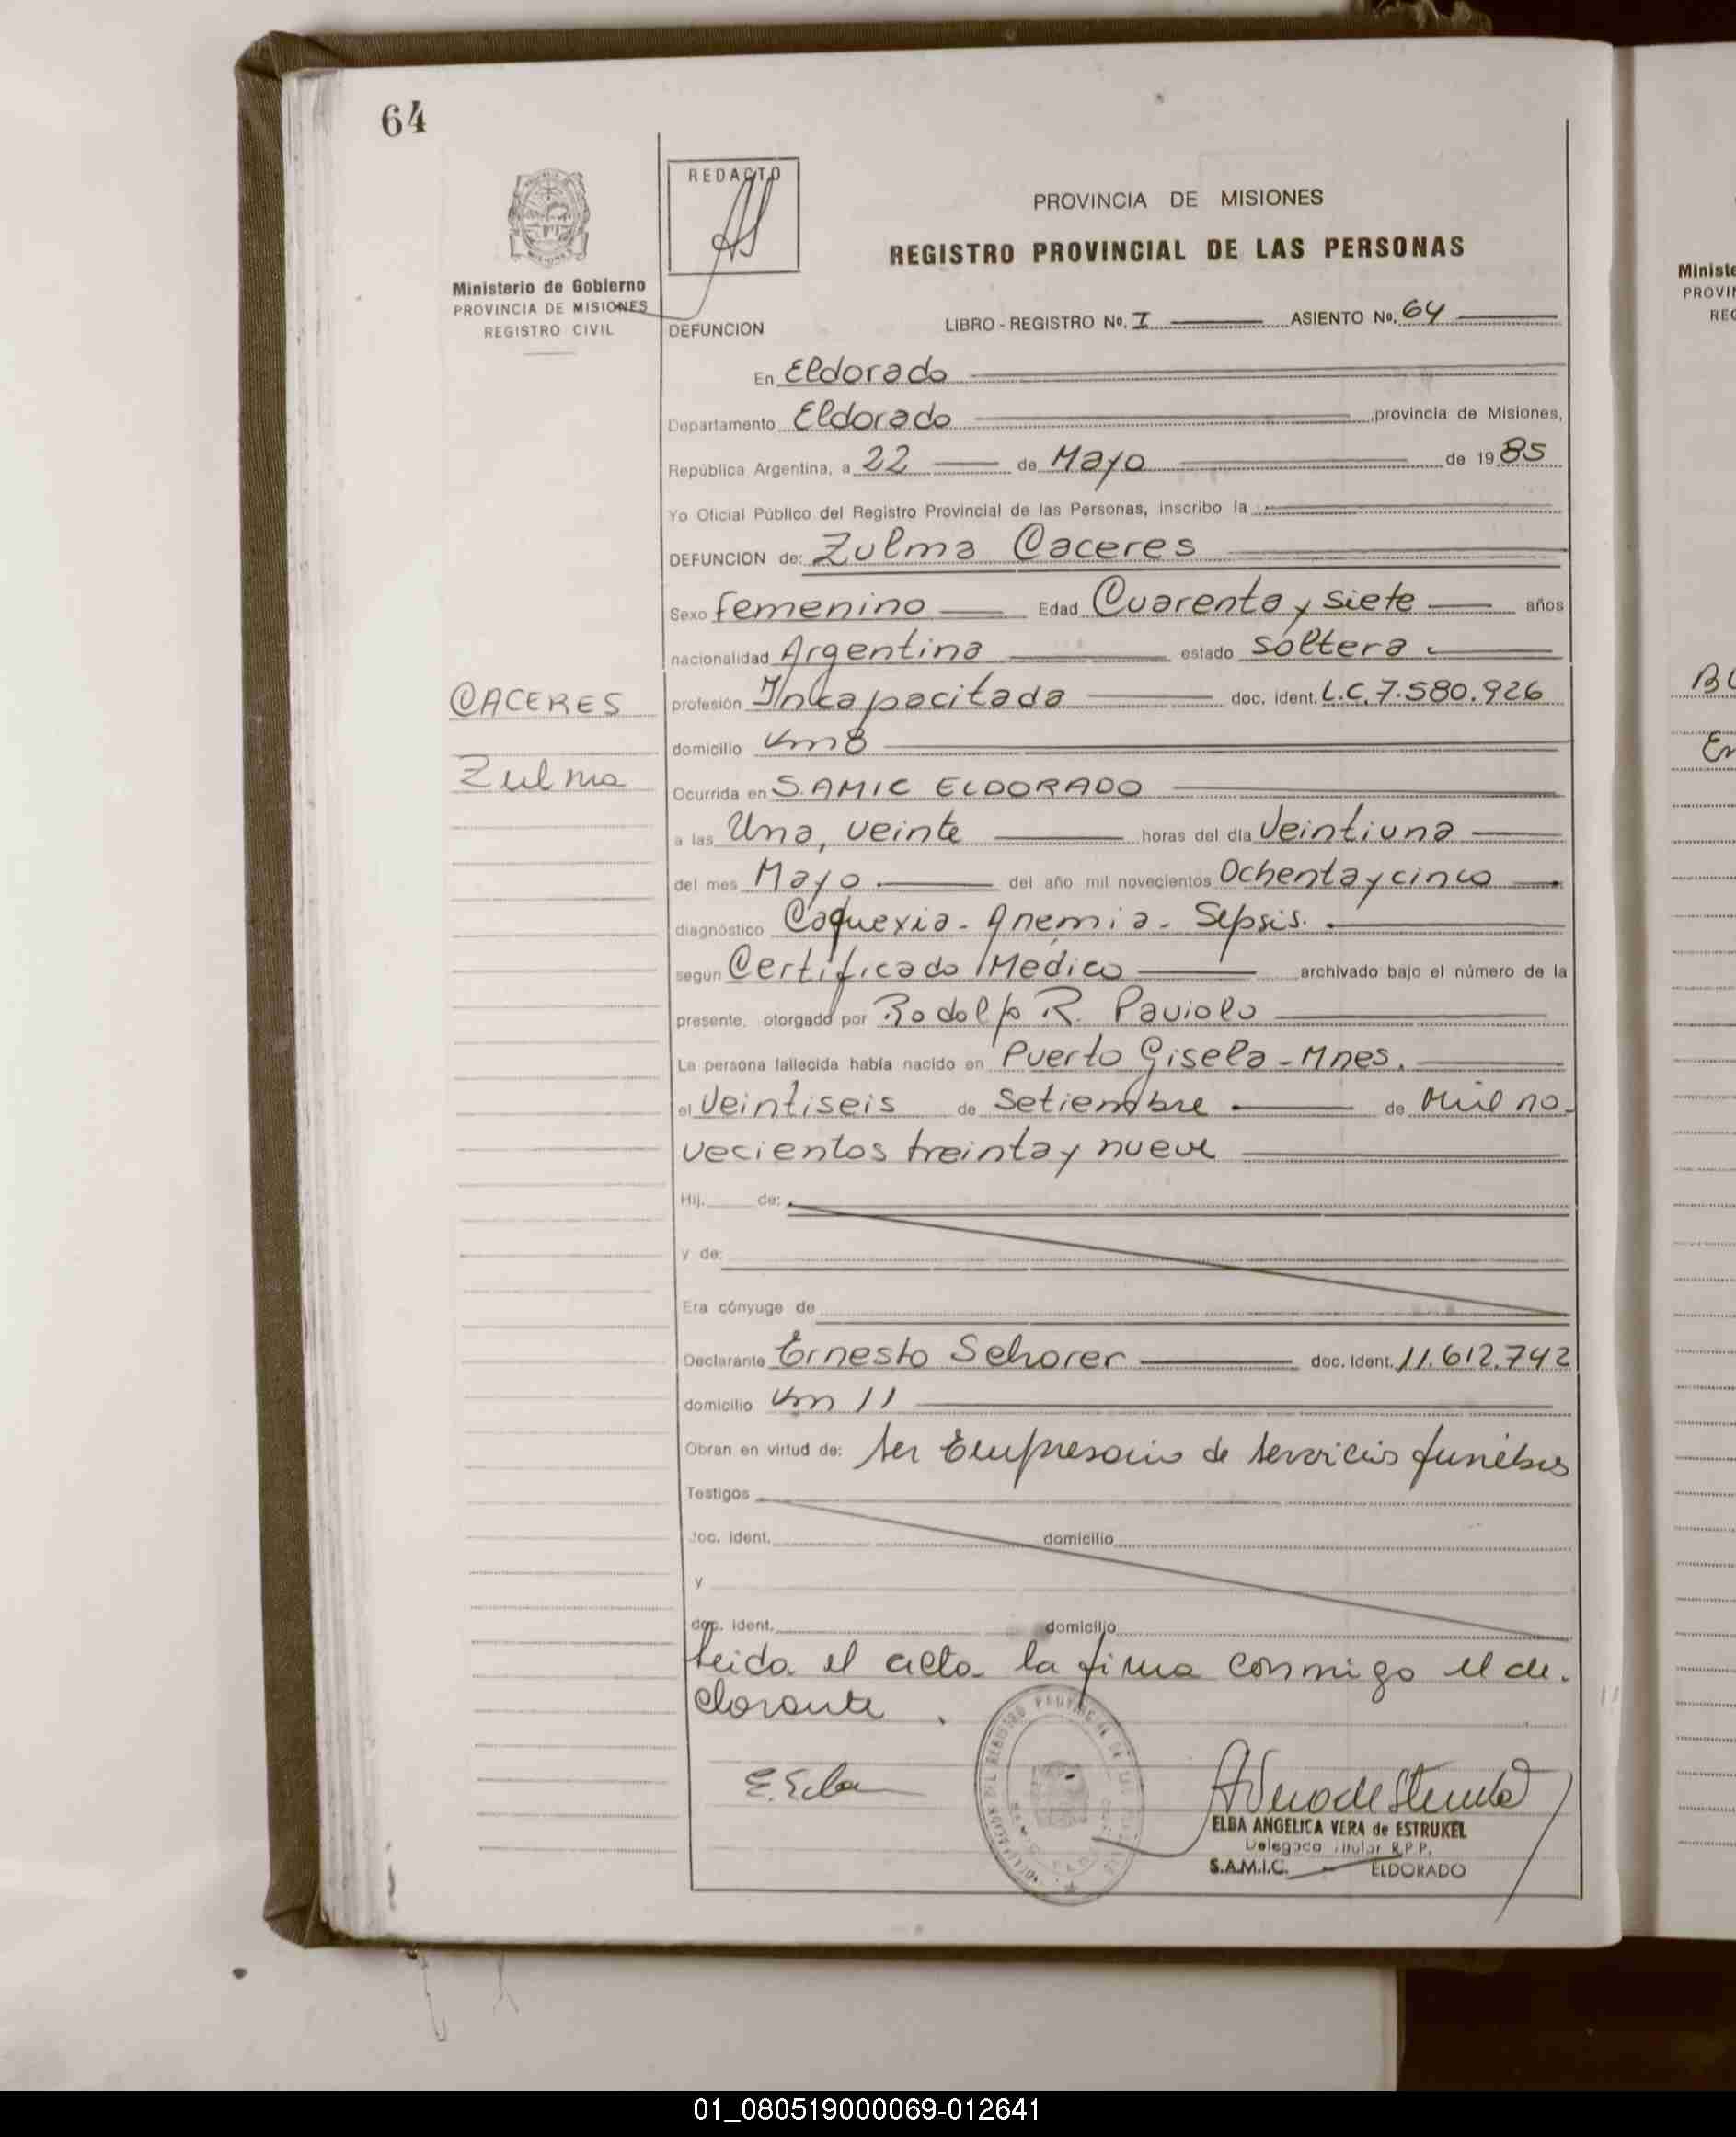 64
REDACTO
PROVINCIA DE MISIONES
REGISTRO PROVINCIAL DE LAS PERSONAS
Ministerio de Gobierno
PROVINCIA DE MISIONES
REGISTRO CIVIL
DEFUNCION
LIBRO - REGISTRO No. I ASIENTO No. 64
En Eldorado
Departamento Eldorado provincia de Misiones,
República Argentina, a 22 de Mayo de 1985
Yo Oficial Público del Registro Provincial de las Personas, inscribo la
DEFUNCION de: Zulma Caceres
Sexo femenino Edad Cuarenta y siete años
nacionalidad Argentina estado soltera
CACERES
Zulma
profesión Incapacitada doc. ident. L.C. 7.580.926
domicilio Km 8
Ocurrida en S.AMIC ELDORADO
a las Una, veinte horas del día Veintiuna
del mes Mayo del año mil novecientos Ochenta y cinco
diagnóstico Caquexia - Anemia - Sepsis.
según Certificado Medico archivado bajo el número de la
presente, otorgado por Rodolfo R. Paviolo
La persona fallecida había nacido en Puerto Gisela - Mnes.
el Veintiseis de Setiembre de Mil no-
vecientos treinta y nueve
Hij. de:
y de:
Era cónyuge de
Declarante Ernesto Schorer doc. ident. 11.612.742
domicilio Km 11
Obran en virtud de: ser Empresario de servicios funebres
Testigos
doc. ident. domicilio
y
doc. ident. domicilio
Leida el acta la firma conmigo el de-
clarante.
ELBA ANGELICA VERA de ESTRUKEL
Delegada Titular R.P.P.
S.A.M.I.C. ELDORADO
Ministe
PROVIN
REG
01_080519000069-012641